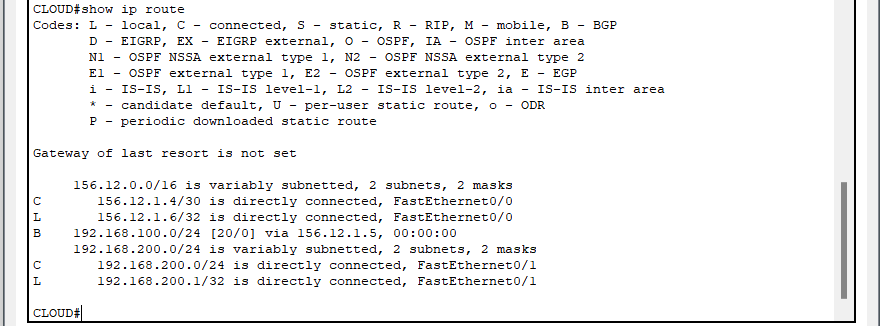 CLOUD#show ip route
Codes: L - local, C - connected, S - static, R - RIP, M - mobile, B - BGP
       D - EIGRP, EX - EIGRP external, O - OSPF, IA - OSPF inter area
       N1 - OSPF NSSA external type 1, N2 - OSPF NSSA external type 2
       E1 - OSPF external type 1, E2 - OSPF external type 2, E - EGP
       i - IS-IS, L1 - IS-IS level-1, L2 - IS-IS level-2, ia - IS-IS inter area
       * - candidate default, U - per-user static route, o - ODR
       P - periodic downloaded static route

Gateway of last resort is not set

     156.12.0.0/16 is variably subnetted, 2 subnets, 2 masks
C       156.12.1.4/30 is directly connected, FastEthernet0/0
L       156.12.1.6/32 is directly connected, FastEthernet0/0
B    192.168.100.0/24 [20/0] via 156.12.1.5, 00:00:00
     192.168.200.0/24 is variably subnetted, 2 subnets, 2 masks
C       192.168.200.0/24 is directly connected, FastEthernet0/1
L       192.168.200.1/32 is directly connected, FastEthernet0/1

CLOUD#